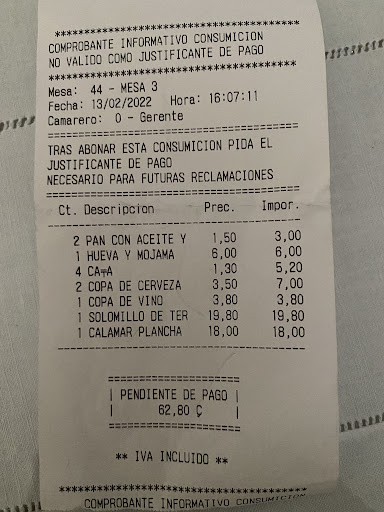 ****************************************
COMPROBANTE INFORMATIVO CONSUMICION
NO VALIDO COMO JUSTIFICANTE DE PAGO
****************************************
Mesa: 44 - MESA 3
Fecha: 13/02/2022 Hora: 16:07:11
Camarero: 0 - Gerente
========================================
TRAS ABONAR ESTA CONSUMICION PIDA EL
JUSTIFICANTE DE PAGO
NECESARIO PARA FUTURAS RECLAMACIONES
========================================
Ct. Descripcion Prec. Impor.
----------------------------------------
2 PAN CON ACEITE Y 1,50 3,00
1 HUEVA Y MOJAMA 6,00 6,00
4 CA╤A 1,30 5,20
2 COPA DE CERVEZA 3,50 7,00
1 COPA DE VINO 3,80 3,80
1 SOLOMILLO DE TER 19,80 19,80
1 CALAMAR PLANCHA 18,00 18,00
----------------------------------------
====================
| PENDIENTE DE PAGO |
| 62,80 Ç |
====================
** IVA INCLUIDO **
****************************************
COMPROBANTE INFORMATIVO CONSUMICION